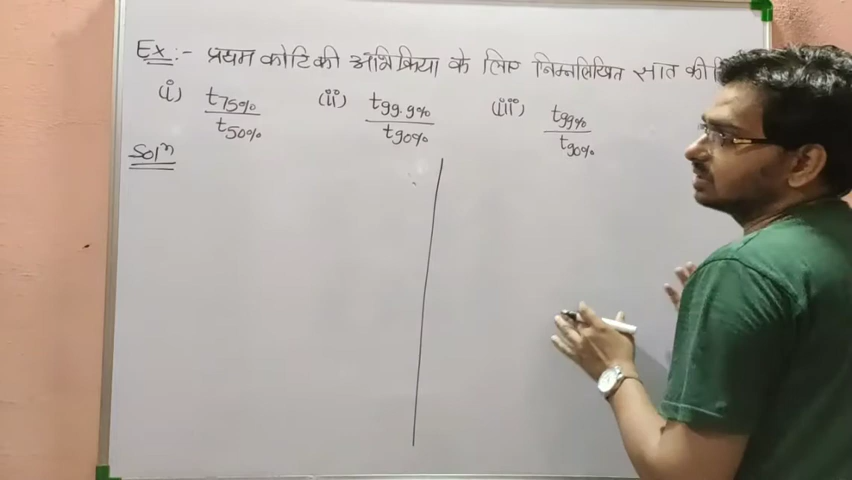 Ex:- प्रथम कोटि की अभिक्रिया के लिए निम्नलिखित सात की
(i) t75% / t50% (ii) t99.9% / t90% (iii) t99% / t90%
Solⁿ